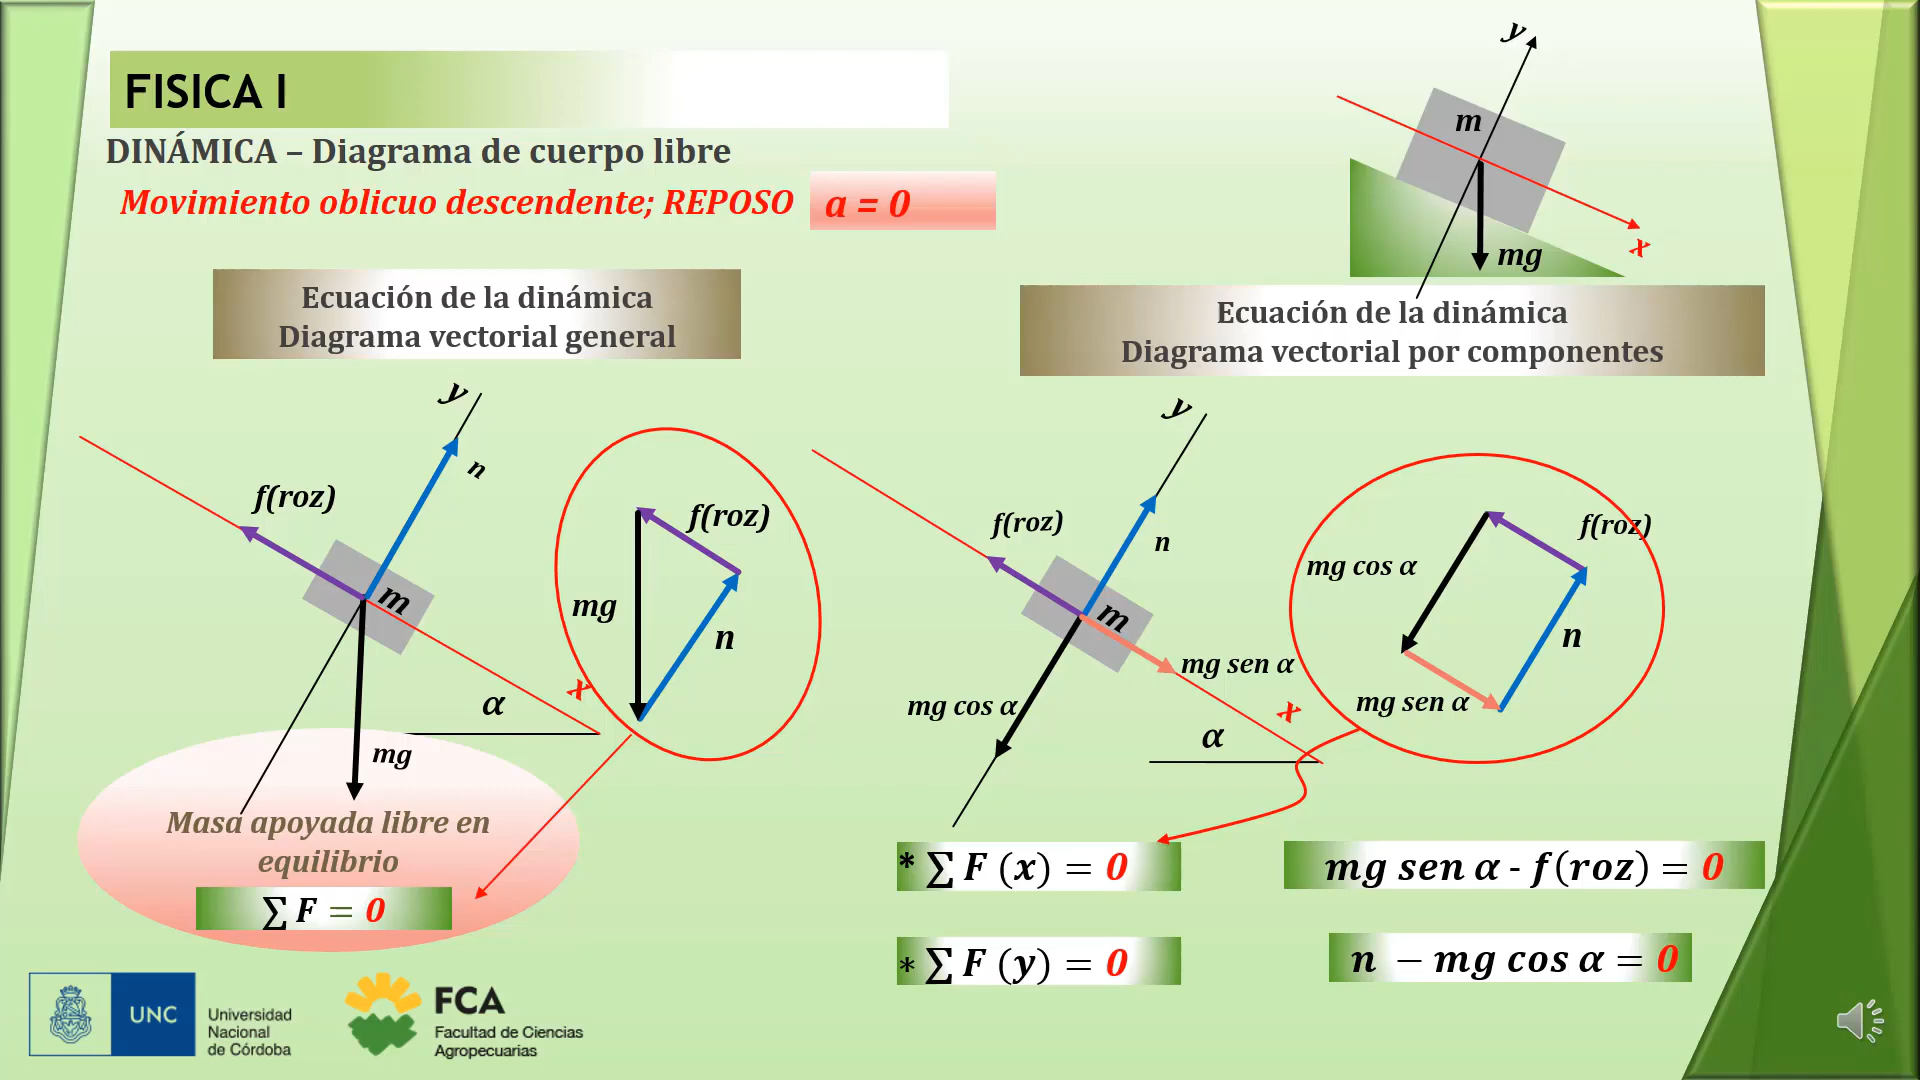 FISICA I
DINÁMICA – Diagrama de cuerpo libre
Movimiento oblicuo descendente; REPOSO
a = 0
y
m
mg
x
Ecuación de la dinámica
Diagrama vectorial general
y
n
f(roz)
m
x
α
mg
f(roz)
mg
n
Masa apoyada libre en
equilibrio
∑ F = 0
Ecuación de la dinámica
Diagrama vectorial por componentes
y
f(roz)
n
m
mg sen α
mg cos α
x
α
f(roz)
mg cos α
n
mg sen α
* ∑ F (x) = 0
mg sen α - f(roz) = 0
* ∑ F (y) = 0
n − mg cos α = 0
UNC
Universidad
Nacional
de Córdoba
FCA
Facultad de Ciencias
Agropecuarias